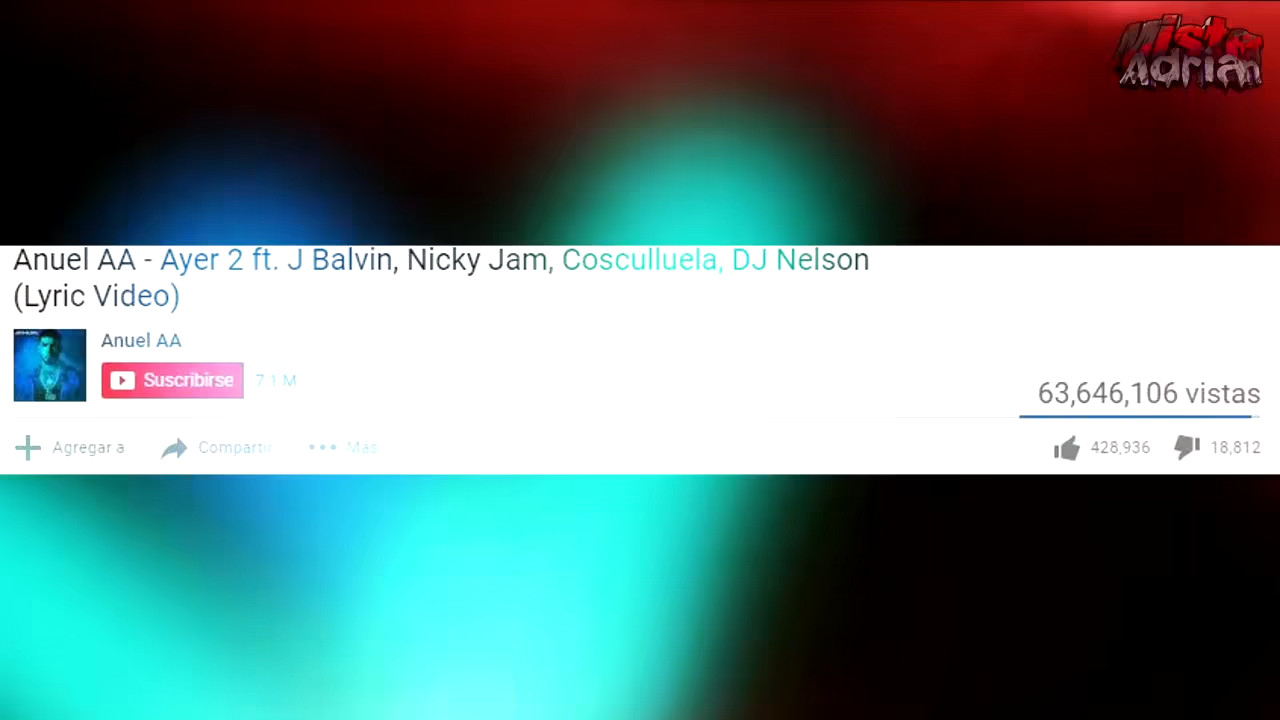 Mista
Adrian
Anuel AA - Ayer 2 ft. J Balvin, Nicky Jam, Cosculluela, DJ Nelson
(Lyric Video)
Anuel AA
Suscribirse 7.1 M
63,646,106 vistas
Agregar a Compartir ••• Más
428,936 18,812